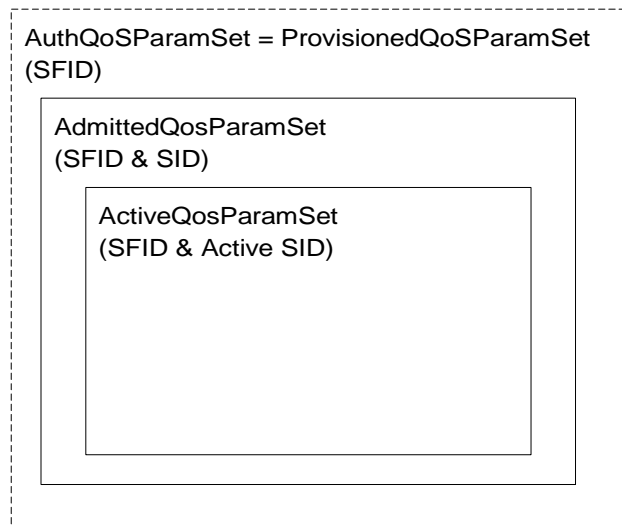 AuthQoSParamSet = ProvisionedQoSParamSet
(SFID)
AdmittedQosParamSet
(SFID & SID)
ActiveQosParamSet
(SFID & Active SID)